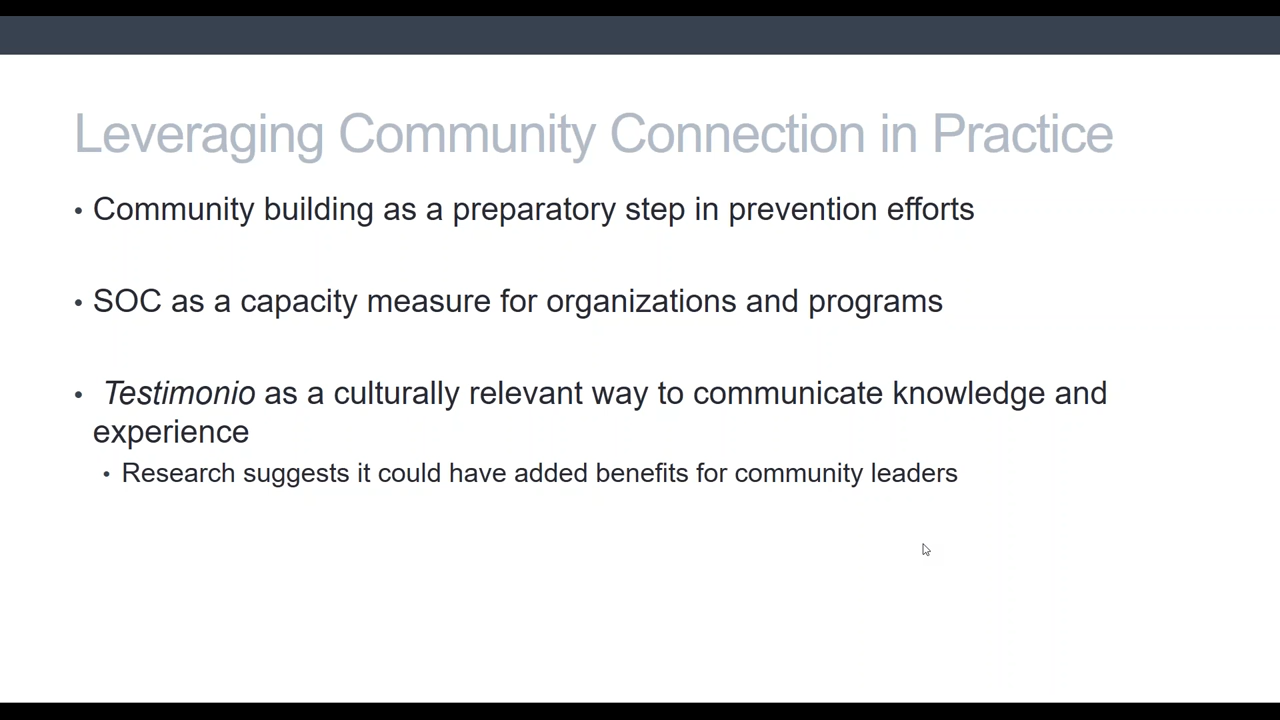 Leveraging Community Connection in Practice
• Community building as a preparatory step in prevention efforts
• SOC as a capacity measure for organizations and programs
• Testimonio as a culturally relevant way to communicate knowledge and
experience
• Research suggests it could have added benefits for community leaders